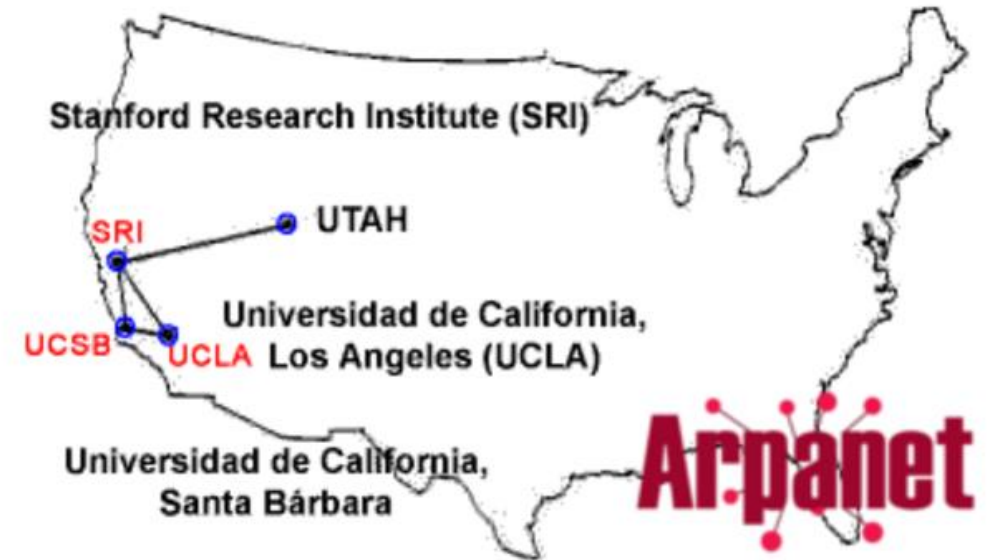 Stanford Research Institute (SRI)
SRI
UTAH
Universidad de California,
Los Angeles (UCLA)
UCSB
UCLA
Universidad de California,
Santa Bárbara
Arpanet